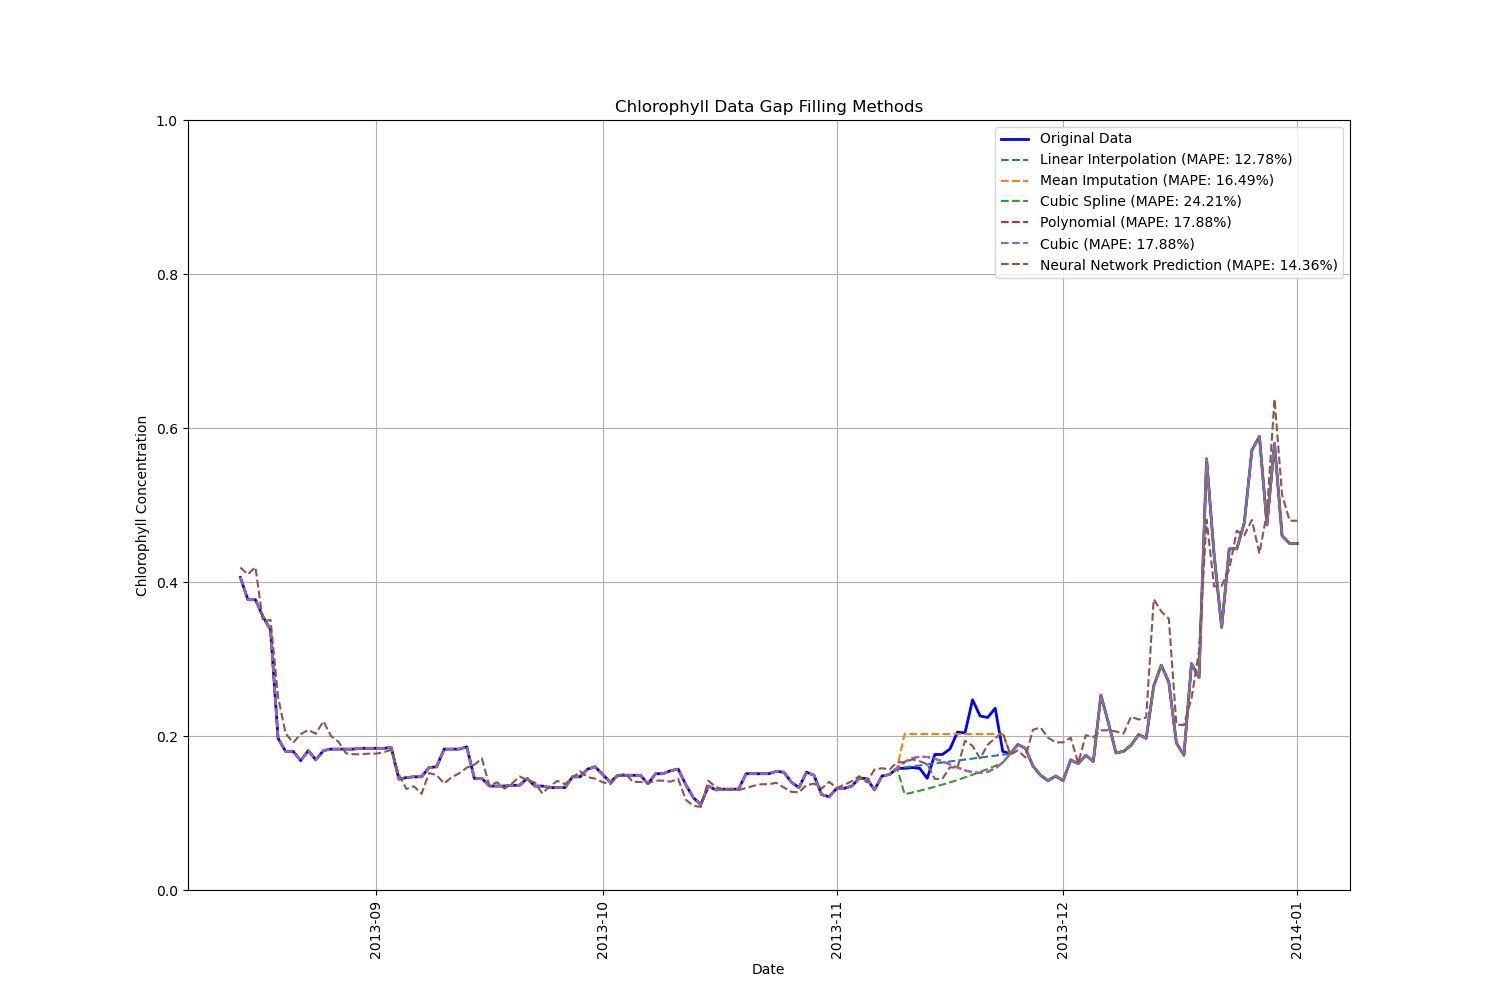 Chlorophyll Data Gap Filling Methods
1.0
0.8
0.6
0.4
0.2
0.0
Chlorophyll Concentration
Original Data
Linear Interpolation (MAPE: 12.78%)
Mean Imputation (MAPE: 16.49%)
Cubic Spline (MAPE: 24.21%)
Polynomial (MAPE: 17.88%)
Cubic (MAPE: 17.88%)
Neural Network Prediction (MAPE: 14.36%)
2013-09
2013-10
2013-11
2013-12
2014-01
Date